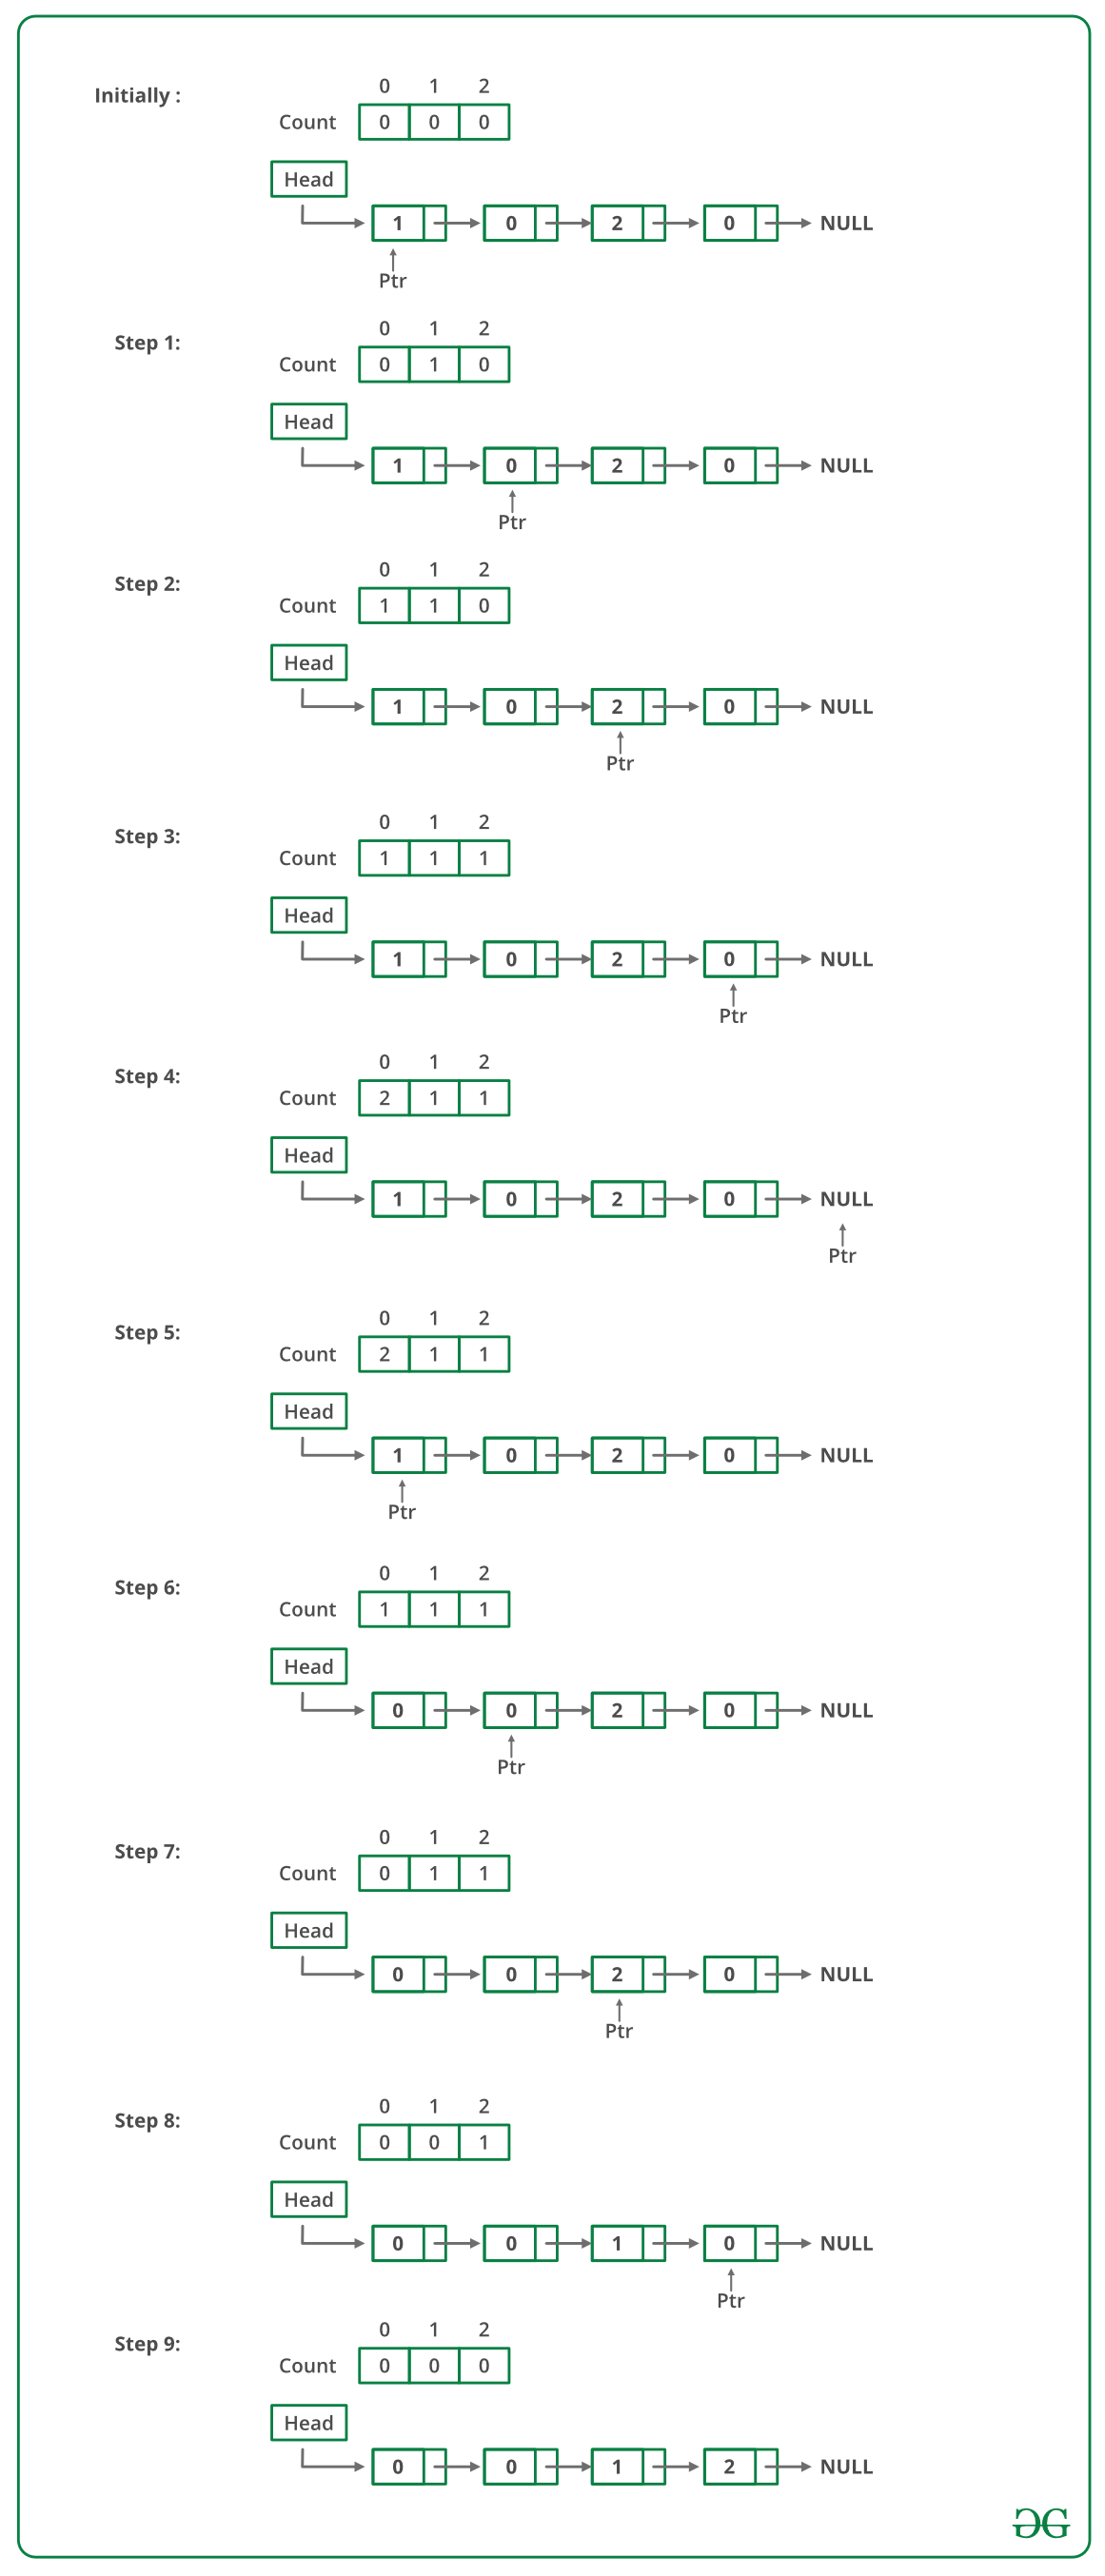 0 1 2
Initially :
Count 0 0 0
Head
1 0 2 0 NULL
Ptr
0 1 2
Step 1:
Count 0 1 0
Head
1 0 2 0 NULL
Ptr
0 1 2
Step 2:
Count 1 1 0
Head
1 0 2 0 NULL
Ptr
0 1 2
Step 3:
Count 1 1 1
Head
1 0 2 0 NULL
Ptr
0 1 2
Step 4:
Count 2 1 1
Head
1 0 2 0 NULL
Ptr
0 1 2
Step 5:
Count 2 1 1
Head
1 0 2 0 NULL
Ptr
0 1 2
Step 6:
Count 1 1 1
Head
0 0 2 0 NULL
Ptr
0 1 2
Step 7:
Count 0 1 1
Head
0 0 2 0 NULL
Ptr
0 1 2
Step 8:
Count 0 0 1
Head
0 0 1 0 NULL
Ptr
0 1 2
Step 9:
Count 0 0 0
Head
0 0 1 2 NULL